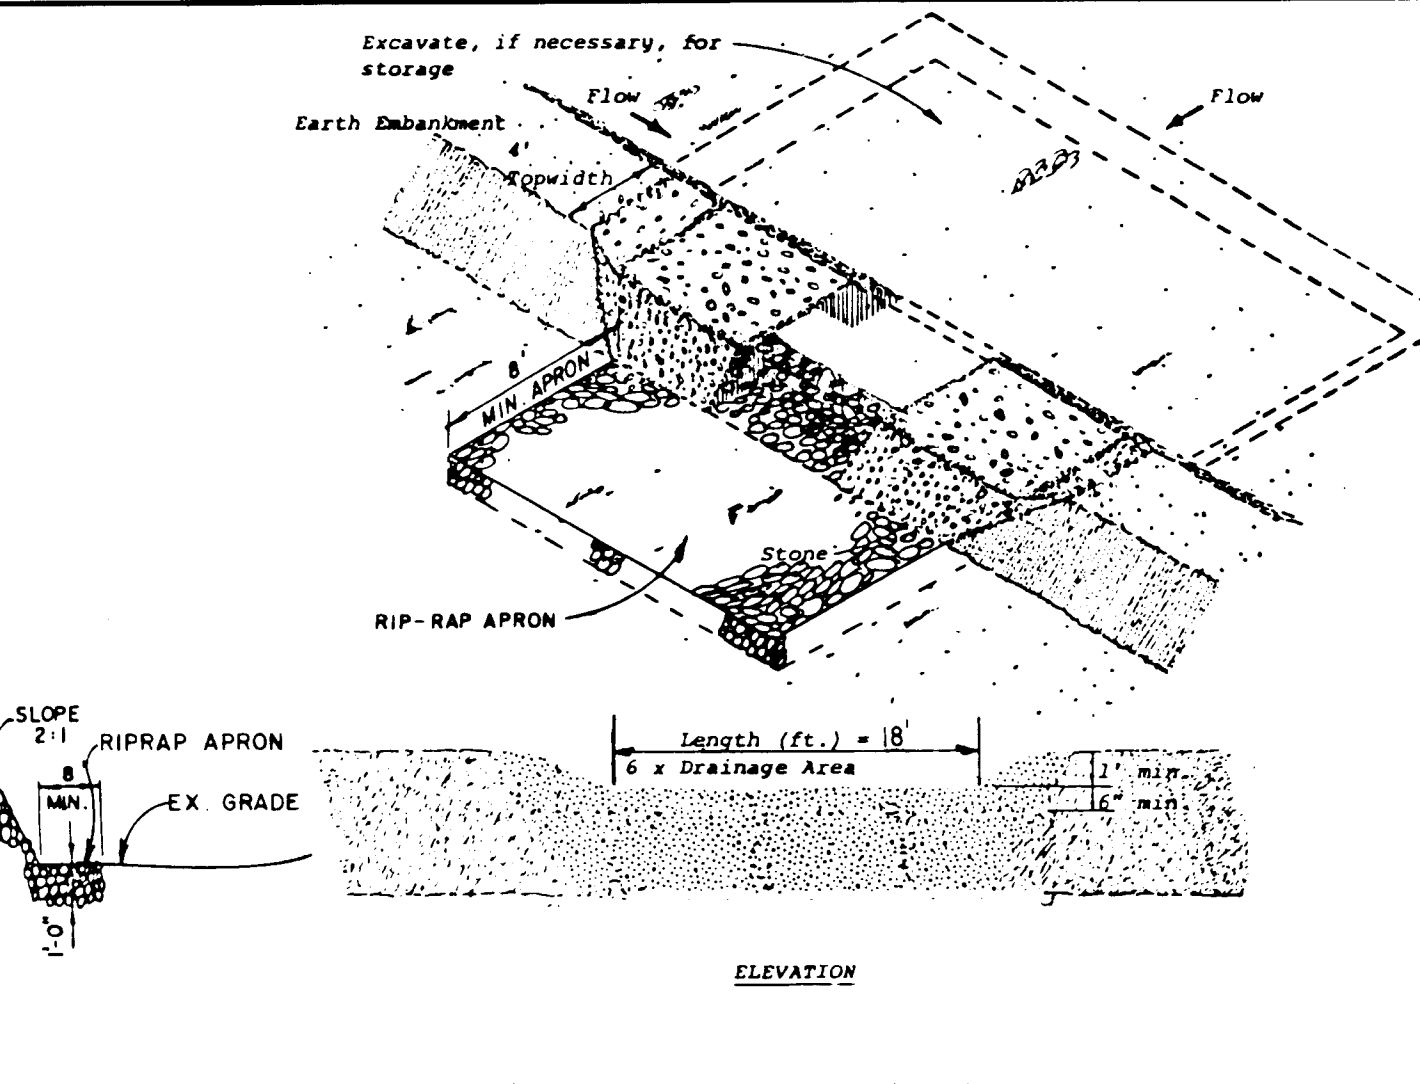 Excavate, if necessary, for
storage
Flow
Flow
Earth Embankment
4'
Topwidth
8'
MIN. APRON
Stone
RIP-RAP APRON
SLOPE
2:1
RIPRAP APRON
8
MIN.
EX. GRADE
1'-0"
Length (ft.) = 18'
6 x Drainage Area
1' min.
6" min.
ELEVATION